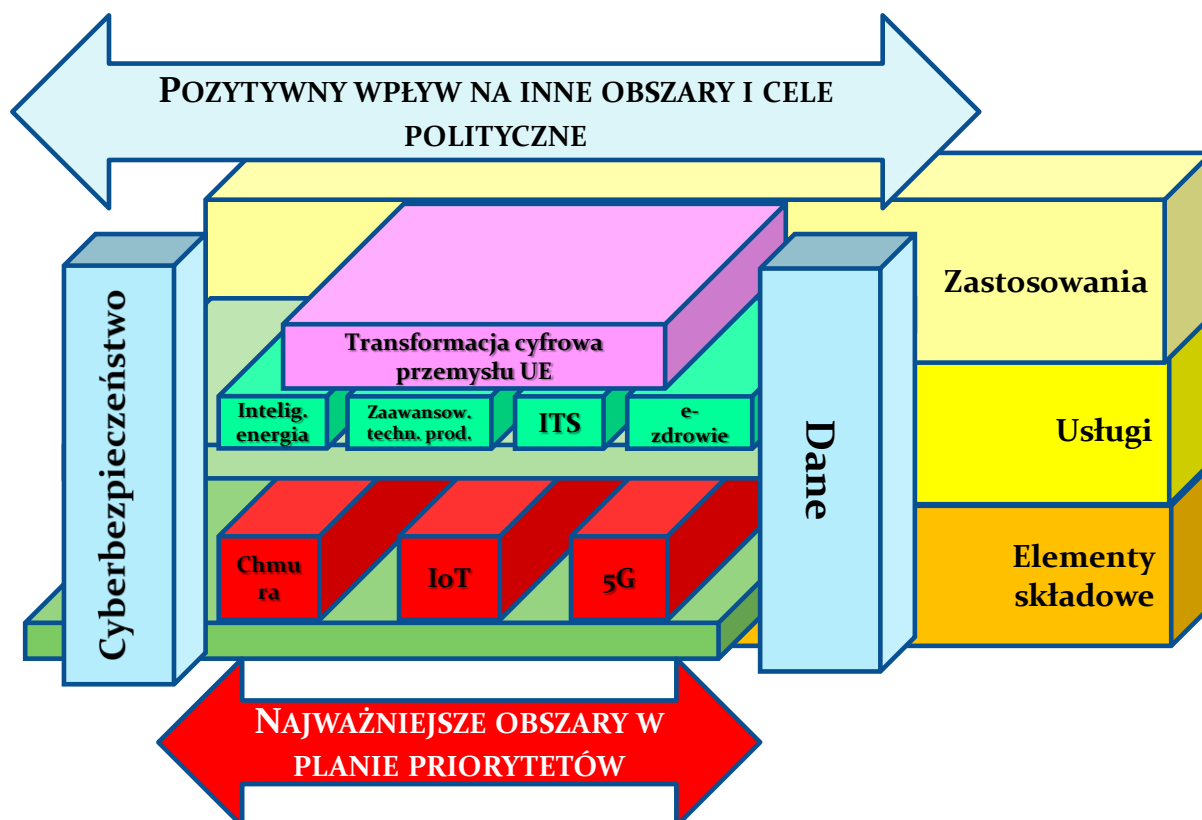 POZYTYWNY WPŁYW NA INNE OBSZARY I CELE
POLITYCZNE
Cyberbezpieczeństwo
Transformacja cyfrowa
przemysłu UE
Intelig.
energia
Zaawansow.
techn. prod.
ITS
e-
zdrowie
Chmu
ra
IoT
5G
Dane
Zastosowania
Usługi
Elementy
składowe
NAJWAŻNIEJSZE OBSZARY W
PLANIE PRIORYTETÓW